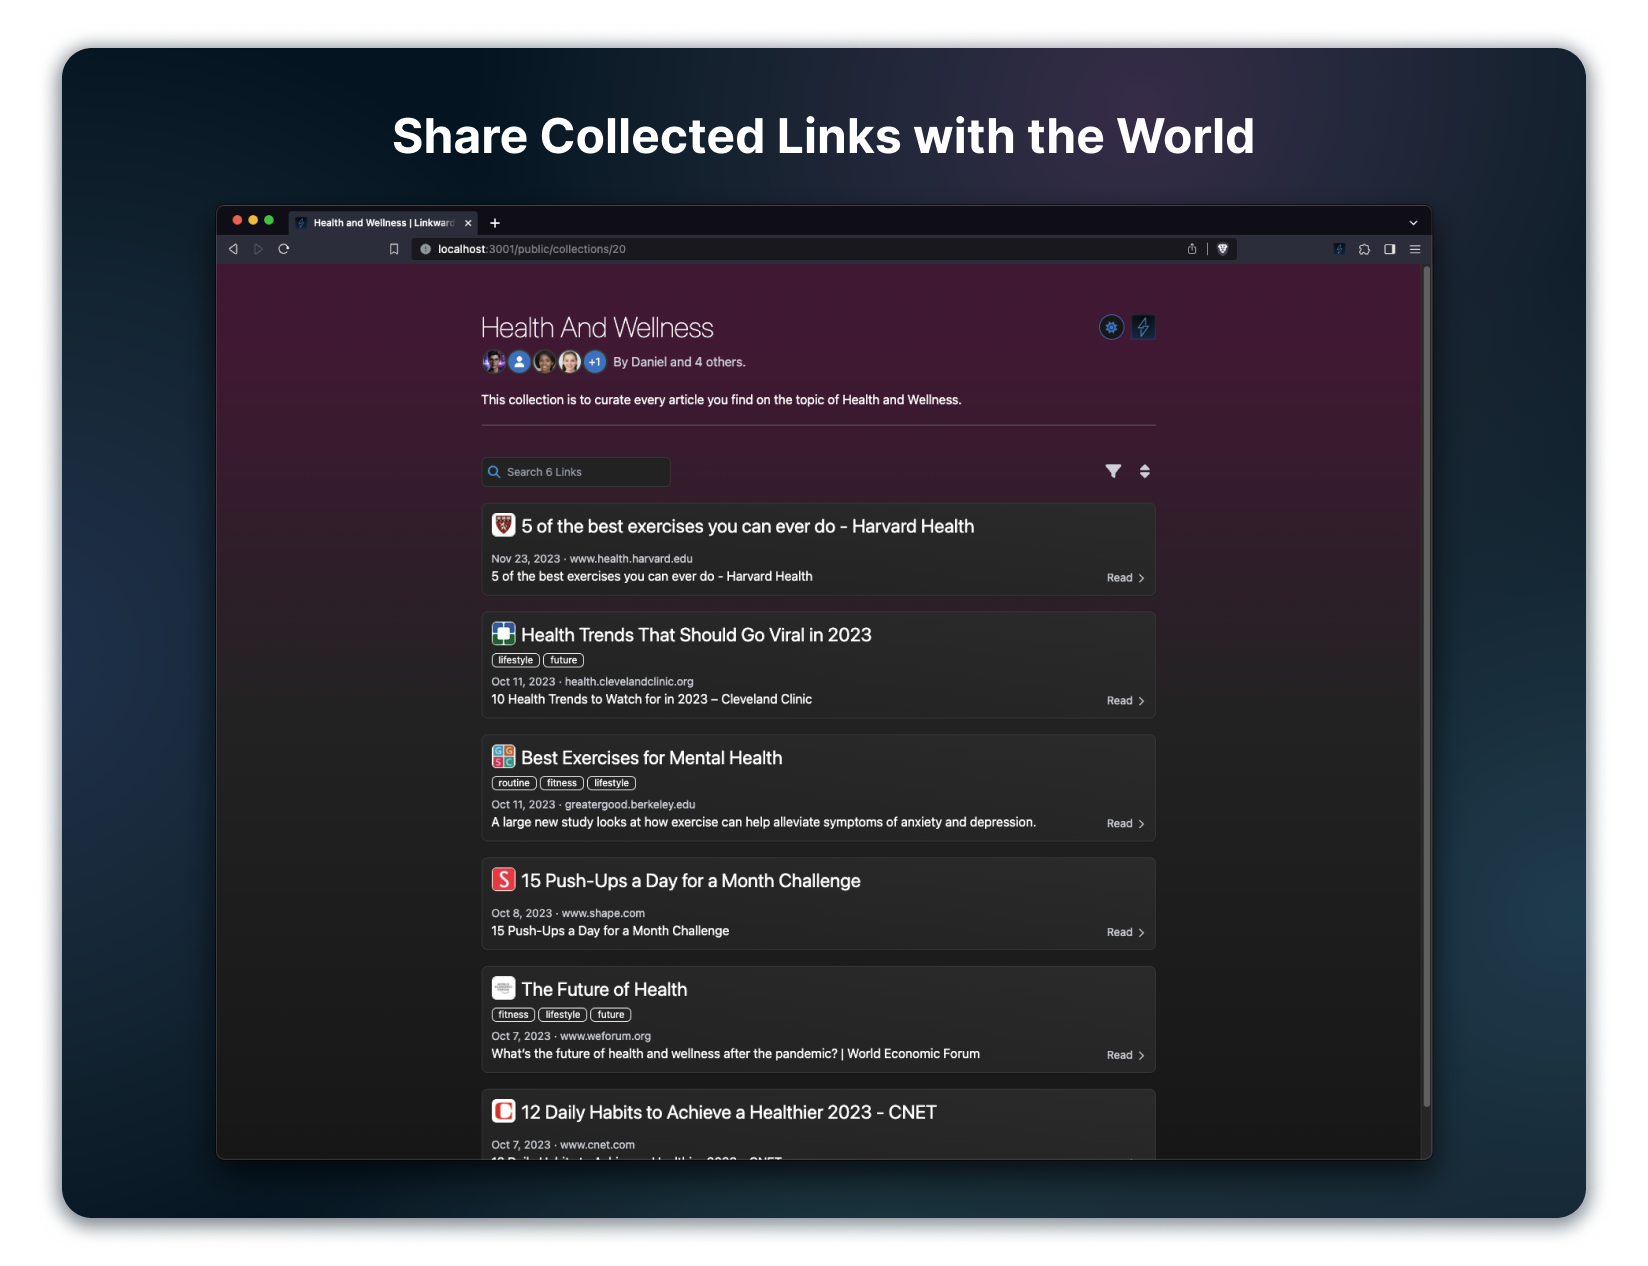 Share Collected Links with the World
Health and Wellness | Linkward
localhost:3001/public/collections/20
Health And Wellness
+1 By Daniel and 4 others.
This collection is to curate every article you find on the topic of Health and Wellness.
Search 6 Links
5 of the best exercises you can ever do - Harvard Health
Nov 23, 2023 · www.health.harvard.edu
5 of the best exercises you can ever do - Harvard Health
Read
Health Trends That Should Go Viral in 2023
lifestyle future
Oct 11, 2023 · health.clevelandclinic.org
10 Health Trends to Watch for in 2023 – Cleveland Clinic
Read
G G
S C
Best Exercises for Mental Health
routine fitness lifestyle
Oct 11, 2023 · greatergood.berkeley.edu
A large new study looks at how exercise can help alleviate symptoms of anxiety and depression.
Read
S 15 Push-Ups a Day for a Month Challenge
Oct 8, 2023 · www.shape.com
15 Push-Ups a Day for a Month Challenge
Read
The Future of Health
fitness lifestyle future
Oct 7, 2023 · www.weforum.org
What's the future of health and wellness after the pandemic? | World Economic Forum
Read
12 Daily Habits to Achieve a Healthier 2023 - CNET
Oct 7, 2023 · www.cnet.com